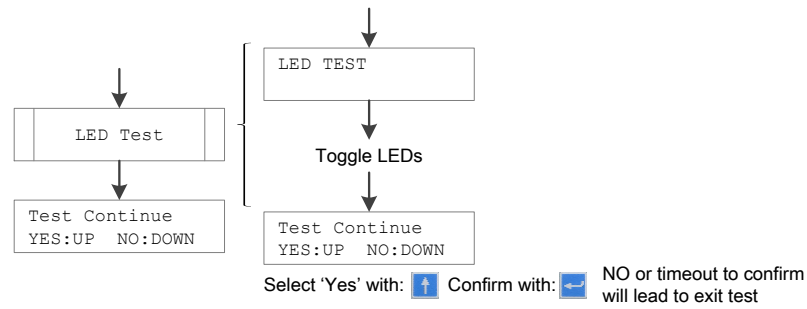 LED Test
Test Continue
YES:UP NO:DOWN
LED TEST
Toggle LEDs
Test Continue
YES:UP NO:DOWN
Select ‘Yes’ with: Confirm with:
NO or timeout to confirm
will lead to exit test